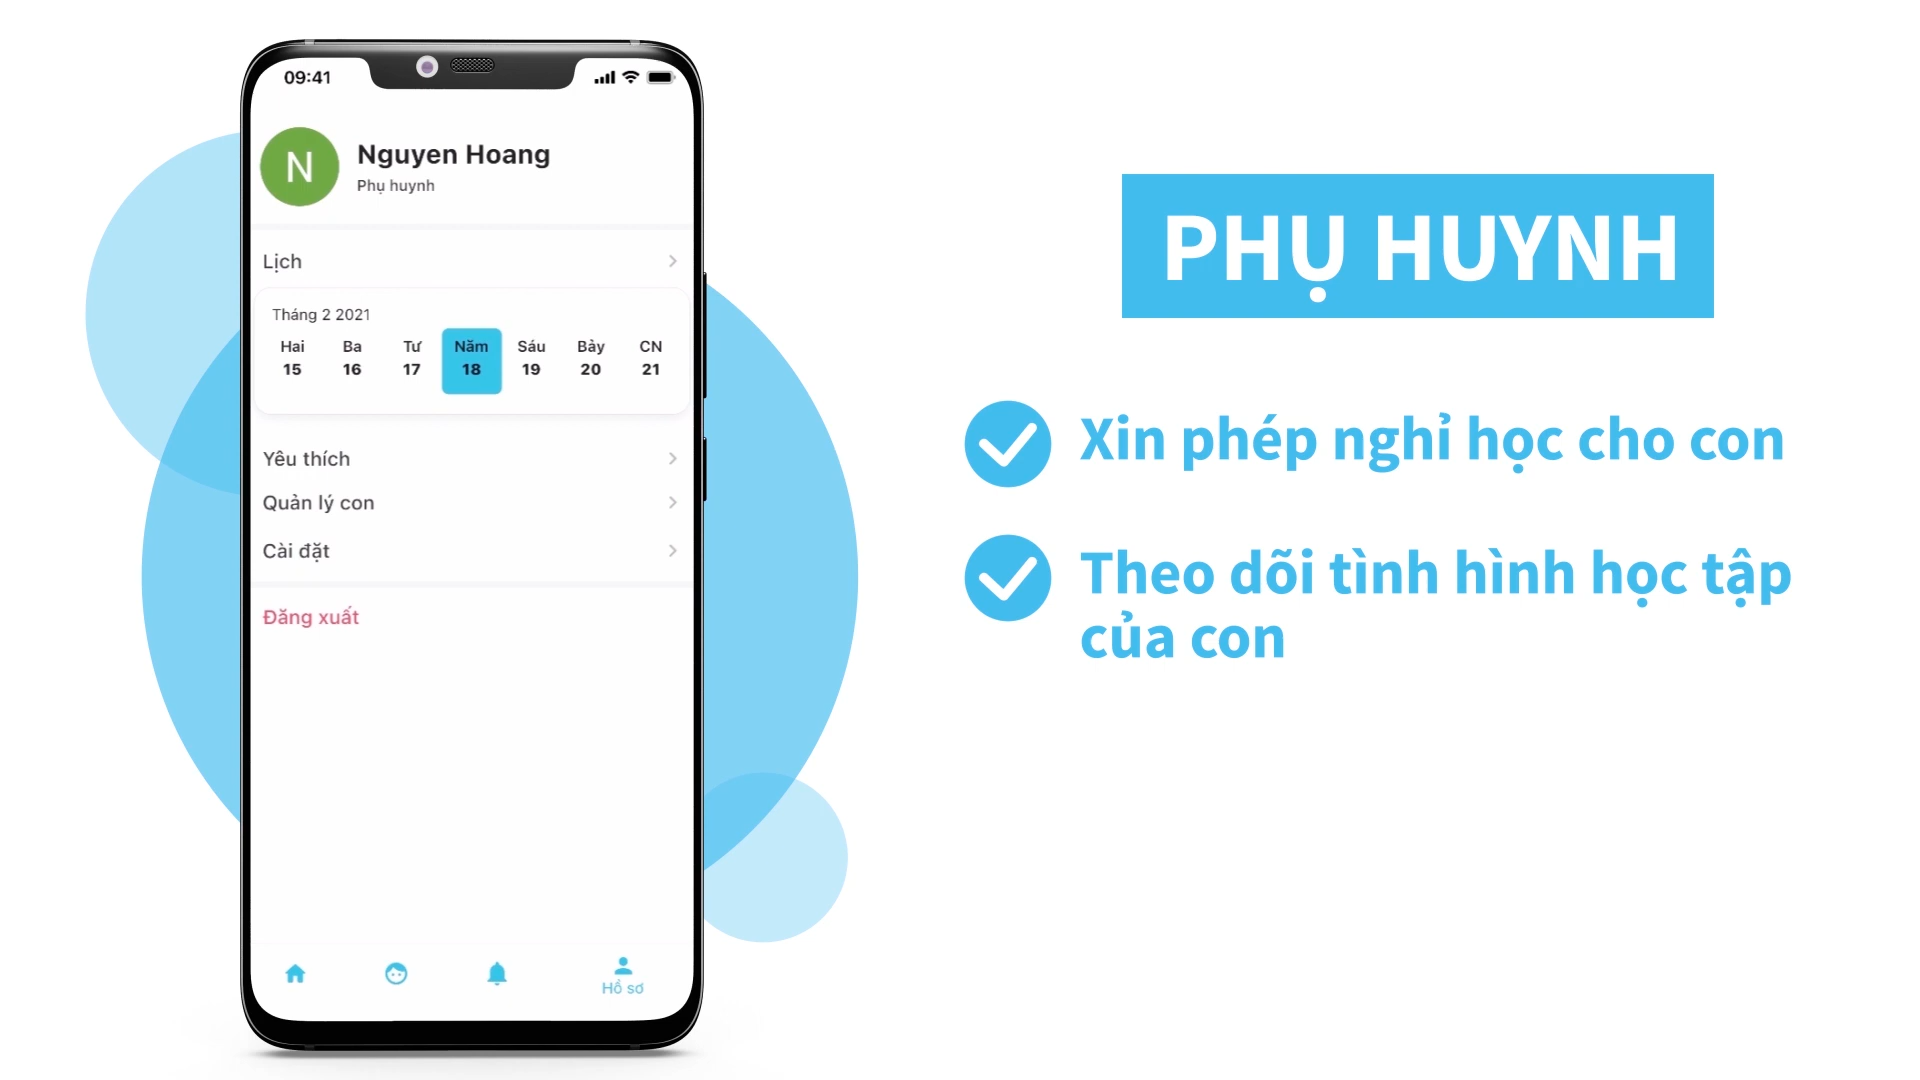 09:41
N
Nguyen Hoang
Phụ huynh
Lịch
Tháng 2 2021
Hai Ba Tư Năm Sáu Bảy CN
15 16 17 18 19 20 21
Yêu thích
Quản lý con
Cài đặt
Đăng xuất
Hồ sơ
PHỤ HUYNH
Xin phép nghỉ học cho con
Theo dõi tình hình học tập
của con